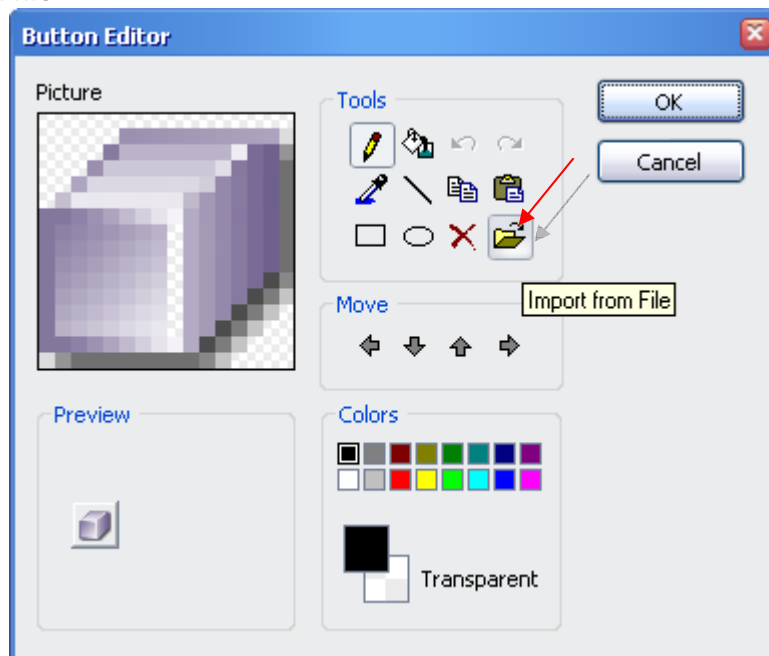 Button Editor
Picture
Tools
OK
Cancel
Import from File
Move
Preview
Colors
Transparent